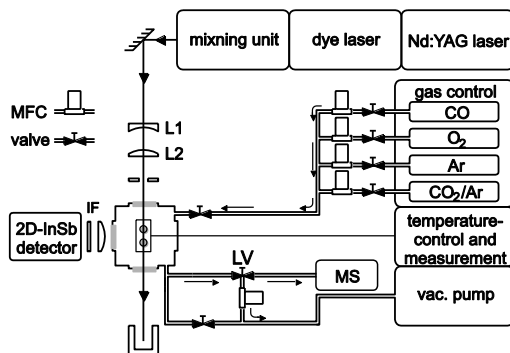 mixning unit
dye laser
Nd:YAG laser
MFC
valve
L1
L2
gas control
CO
O₂
Ar
CO₂/Ar
IF
2D-InSb
detector
temperature-
control and
measurement
LV
MS
vac. pump